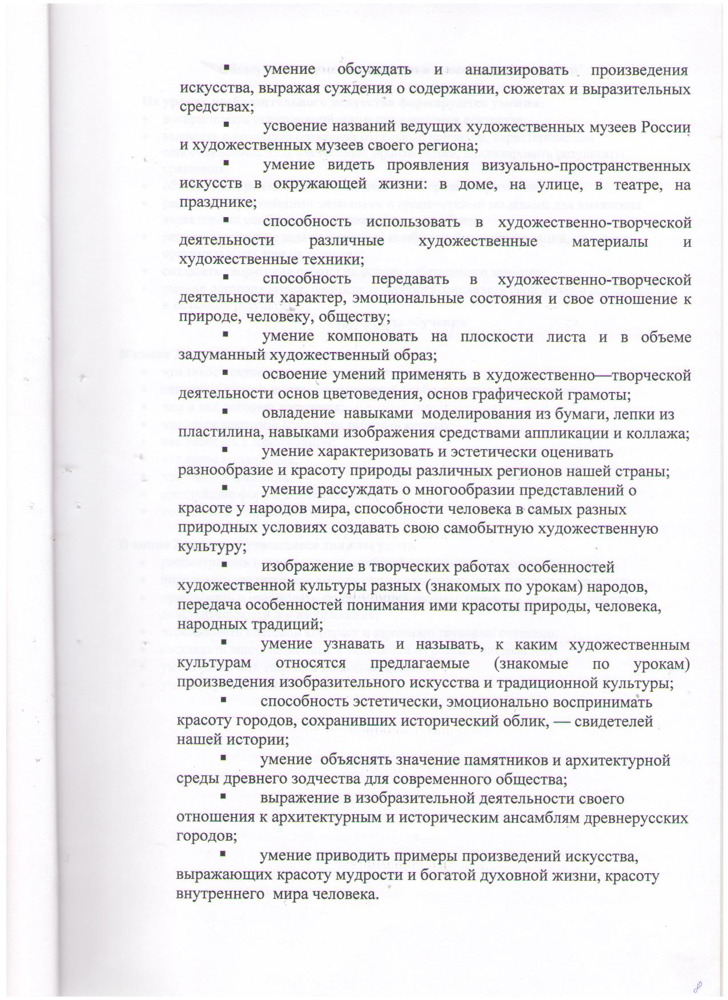 ▪ умение обсуждать и анализировать произведения
искусства, выражая суждения о содержании, сюжетах и выразительных
средствах;
▪ усвоение названий ведущих художественных музеев России
и художественных музеев своего региона;
▪ умение видеть проявления визуально-пространственных
искусств в окружающей жизни: в доме, на улице, в театре, на
празднике;
▪ способность использовать в художественно-творческой
деятельности различные художественные материалы и
художественные техники;
▪ способность передавать в художественно-творческой
деятельности характер, эмоциональные состояния и свое отношение к
природе, человеку, обществу;
▪ умение компоновать на плоскости листа и в объеме
задуманный художественный образ;
▪ освоение умений применять в художественно—творческой
деятельности основ цветоведения, основ графической грамоты;
▪ овладение навыками моделирования из бумаги, лепки из
пластилина, навыками изображения средствами аппликации и коллажа;
▪ умение характеризовать и эстетически оценивать
разнообразие и красоту природы различных регионов нашей страны;
▪ умение рассуждать о многообразии представлений о
красоте у народов мира, способности человека в самых разных
природных условиях создавать свою самобытную художественную
культуру;
▪ изображение в творческих работах особенностей
художественной культуры разных (знакомых по урокам) народов,
передача особенностей понимания ими красоты природы, человека,
народных традиций;
▪ умение узнавать и называть, к каким художественным
культурам относятся предлагаемые (знакомые по урокам)
произведения изобразительного искусства и традиционной культуры;
▪ способность эстетически, эмоционально воспринимать
красоту городов, сохранивших исторический облик, — свидетелей
нашей истории;
▪ умение объяснять значение памятников и архитектурной
среды древнего зодчества для современного общества;
▪ выражение в изобразительной деятельности своего
отношения к архитектурным и историческим ансамблям древнерусских
городов;
▪ умение приводить примеры произведений искусства,
выражающих красоту мудрости и богатой духовной жизни, красоту
внутреннего мира человека.
8